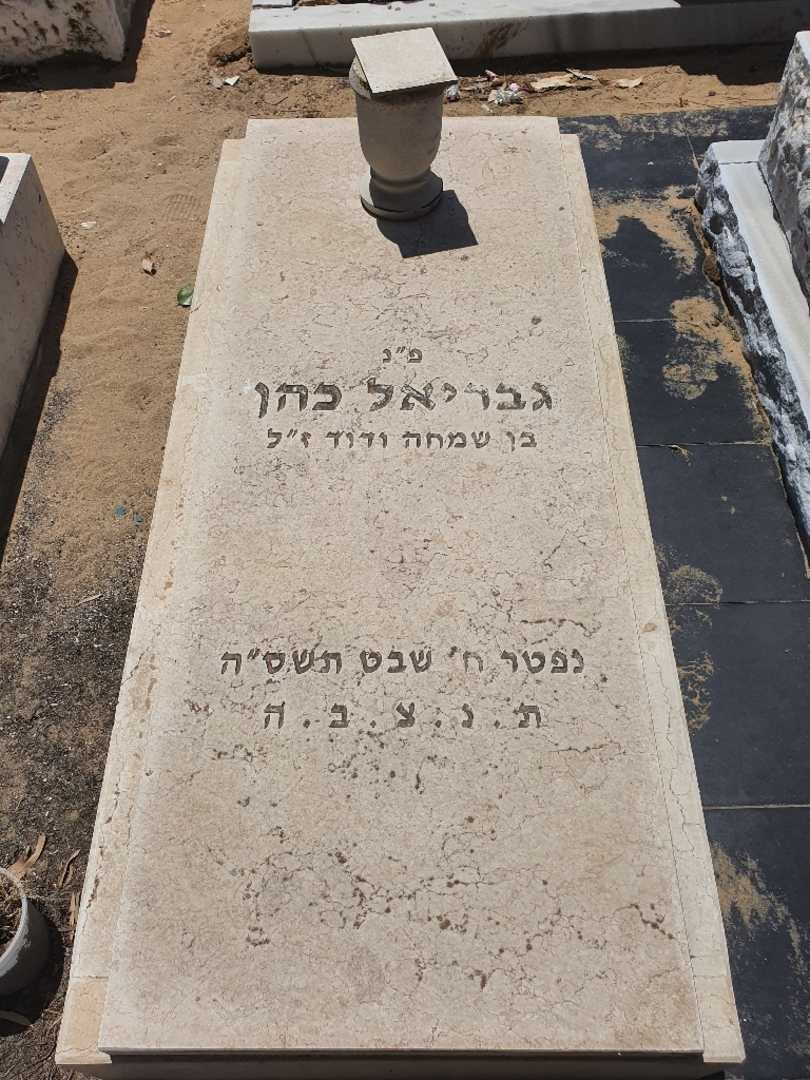 פ״נ
גבריאל כהן
בן שמחה ודוד ז״ל
נפטר ח׳ שבט תשס״ה
ת . נ . צ . ב . ה